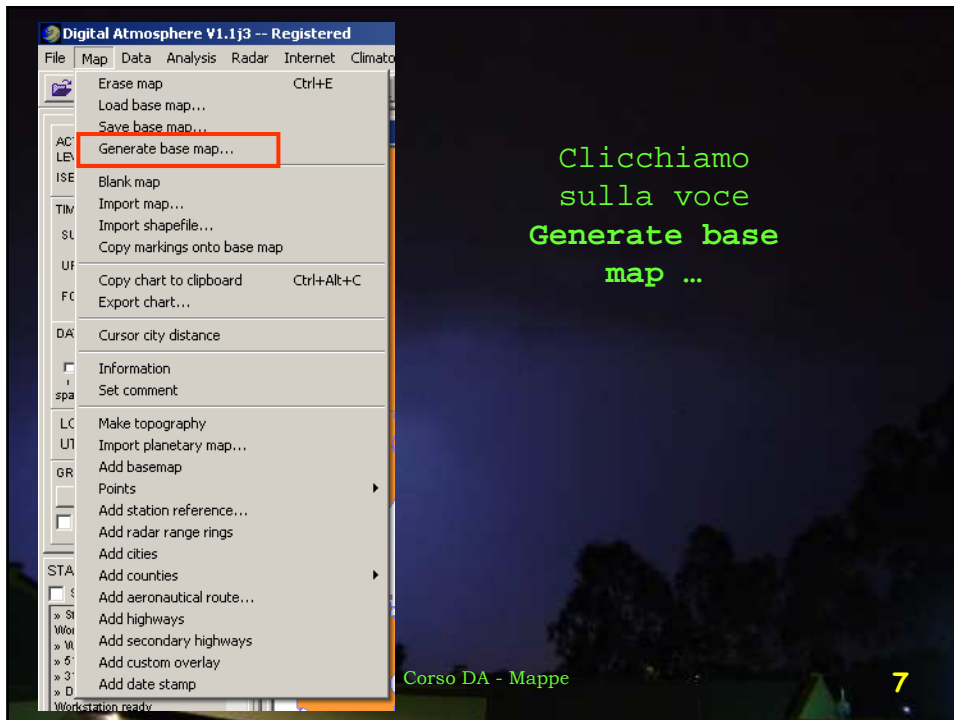 Digital Atmosphere V1.1j3 -- Registered
File Map Data Analysis Radar Internet
Erase map Ctrl+E
Load base map...
Save base map...
Generate base map...
Blank map
Import map...
Import shapefile...
Copy markings onto base map
Copy chart to clipboard Ctrl+Alt+C
Export chart...
Cursor city distance
Information
Set comment
Make topography
Import planetary map...
Add basemap
Points
Add station reference...
Add radar range rings
Add cities
Add counties
Add aeronautical route...
Add highways
Add secondary highways
Add custom overlay
Add date stamp
Workstation ready
Clicchiamo
sulla voce
Generate base
map …
Corso DA - Mappe
7